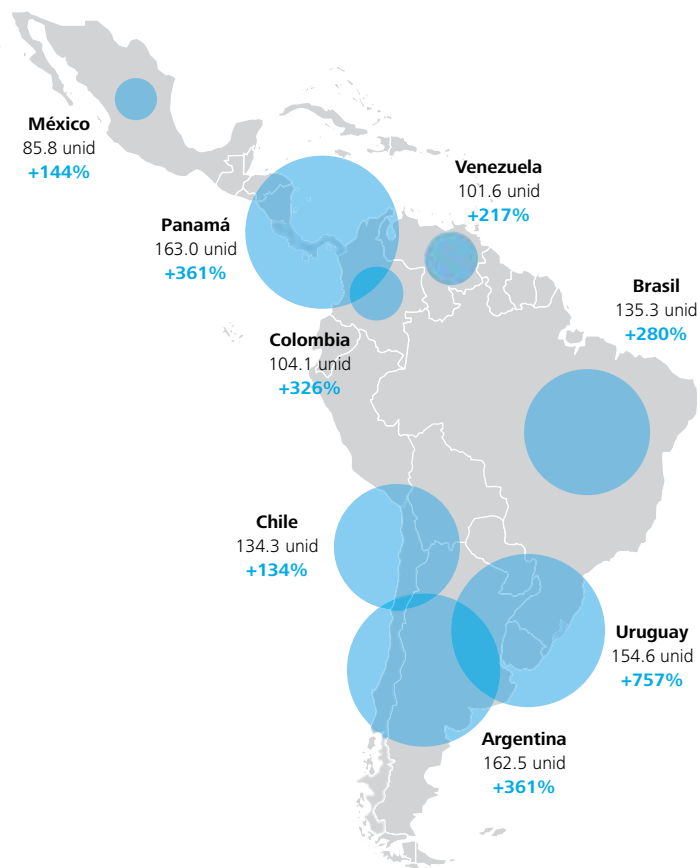 México
85.8 unid
+144%
Venezuela
101.6 unid
+217%
Panamá
163.0 unid
+361%
Brasil
135.3 unid
+280%
Colombia
104.1 unid
+326%
Chile
134.3 unid
+134%
Uruguay
154.6 unid
+757%
Argentina
162.5 unid
+361%